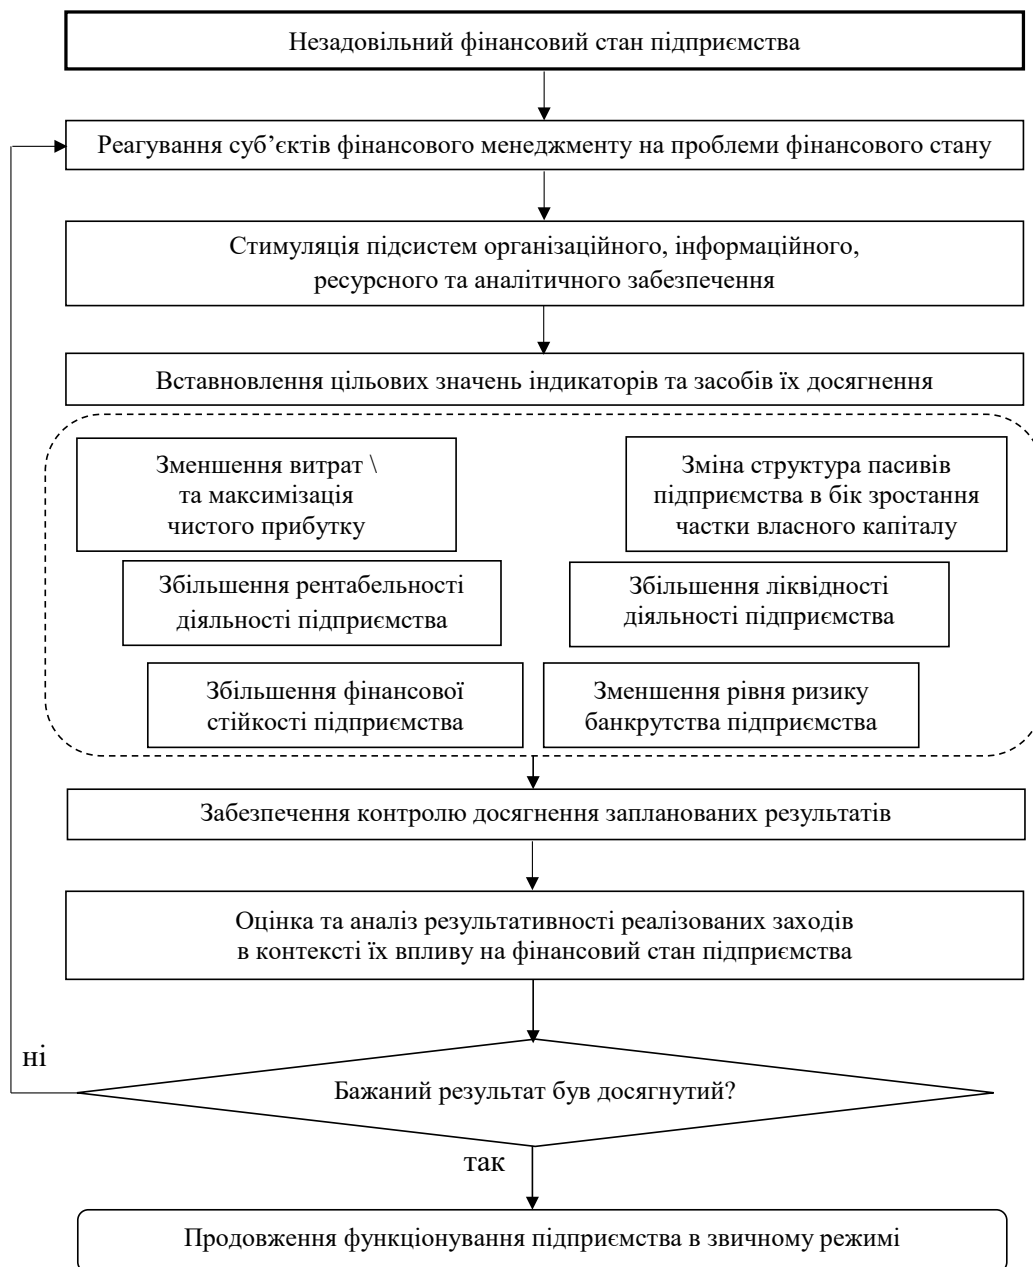 Незадовільний фінансовий стан підприємства
Реагування суб’єктів фінансового менеджменту на проблеми фінансового стану
Стимуляція підсистем організаційного, інформаційного,
ресурсного та аналітичного забезпечення
Вставновлення цільових значень індикаторів та засобів їх досягнення
Зменшення витрат \
та максимізація
чистого прибутку
Зміна структура пасивів
підприємства в бік зростання
частки власного капіталу
Збільшення рентабельності
діяльності підприємства
Збільшення ліквідності
діяльності підприємства
Збільшення фінансової
стійкості підприємства
Зменшення рівня ризику
банкрутства підприємства
Забезпечення контролю досягнення запланованих результатів
Оцінка та аналіз результативності реалізованих заходів
в контексті їх впливу на фінансовий стан підприємства
ні
Бажаний результат був досягнутий?
так
Продовження функціонування підприємства в звичному режимі